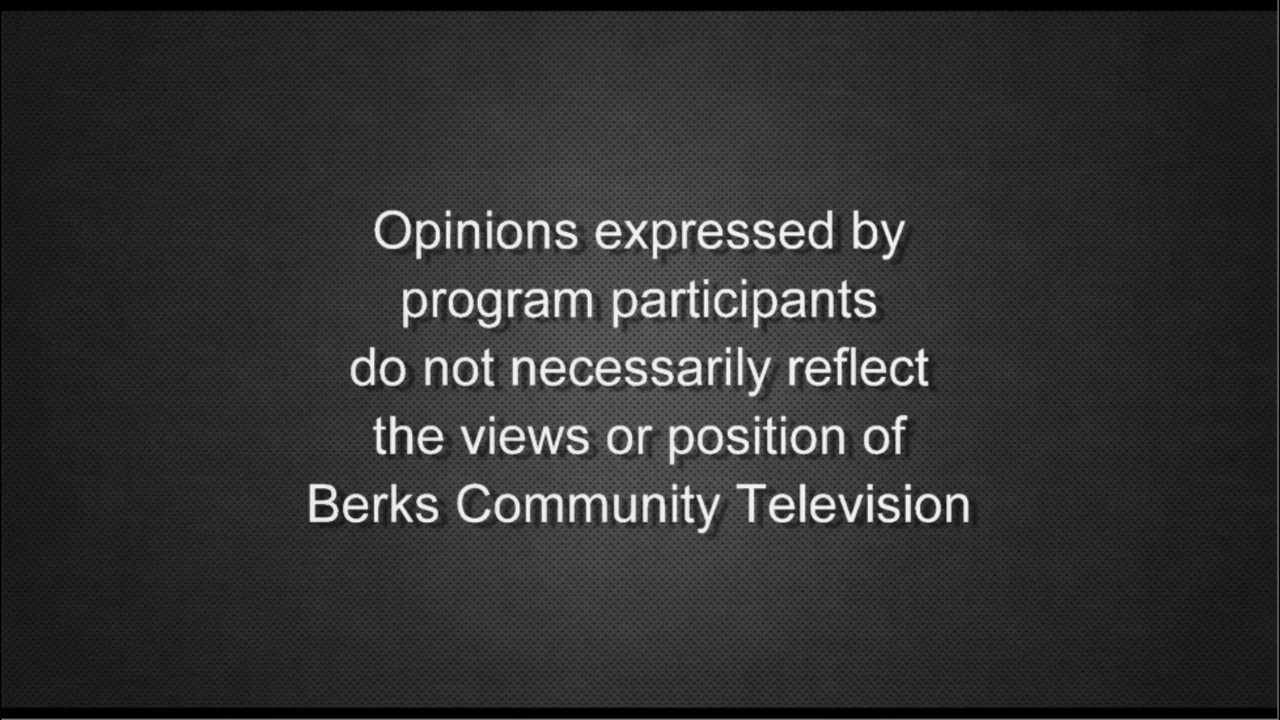 Opinions expressed by
program participants
do not necessarily reflect
the views or position of
Berks Community Television